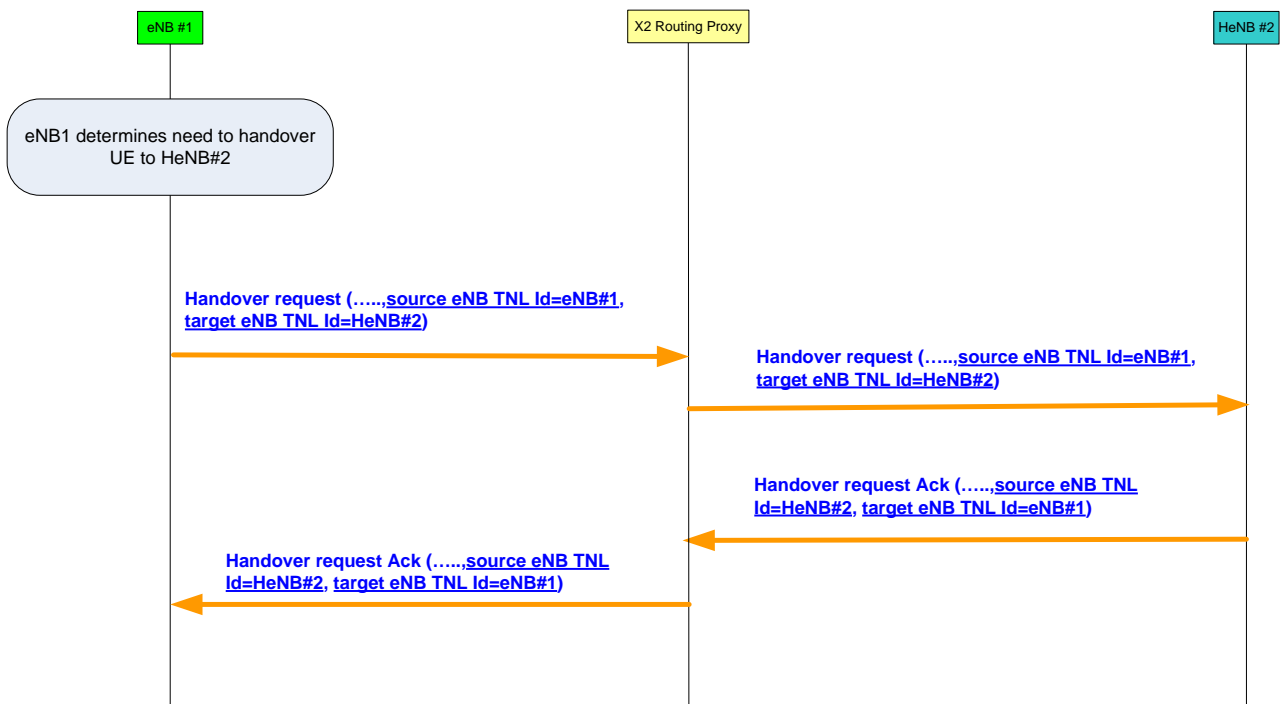 eNB #1
X2 Routing Proxy
HeNB #2
eNB1 determines need to handover
UE to HeNB#2
Handover request (…..,source eNB TNL Id=eNB#1,
target eNB TNL Id=HeNB#2)
Handover request (…..,source eNB TNL Id=eNB#1,
target eNB TNL Id=HeNB#2)
Handover request Ack (…..,source eNB TNL
Id=HeNB#2, target eNB TNL Id=eNB#1)
Handover request Ack (…..,source eNB TNL
Id=HeNB#2, target eNB TNL Id=eNB#1)